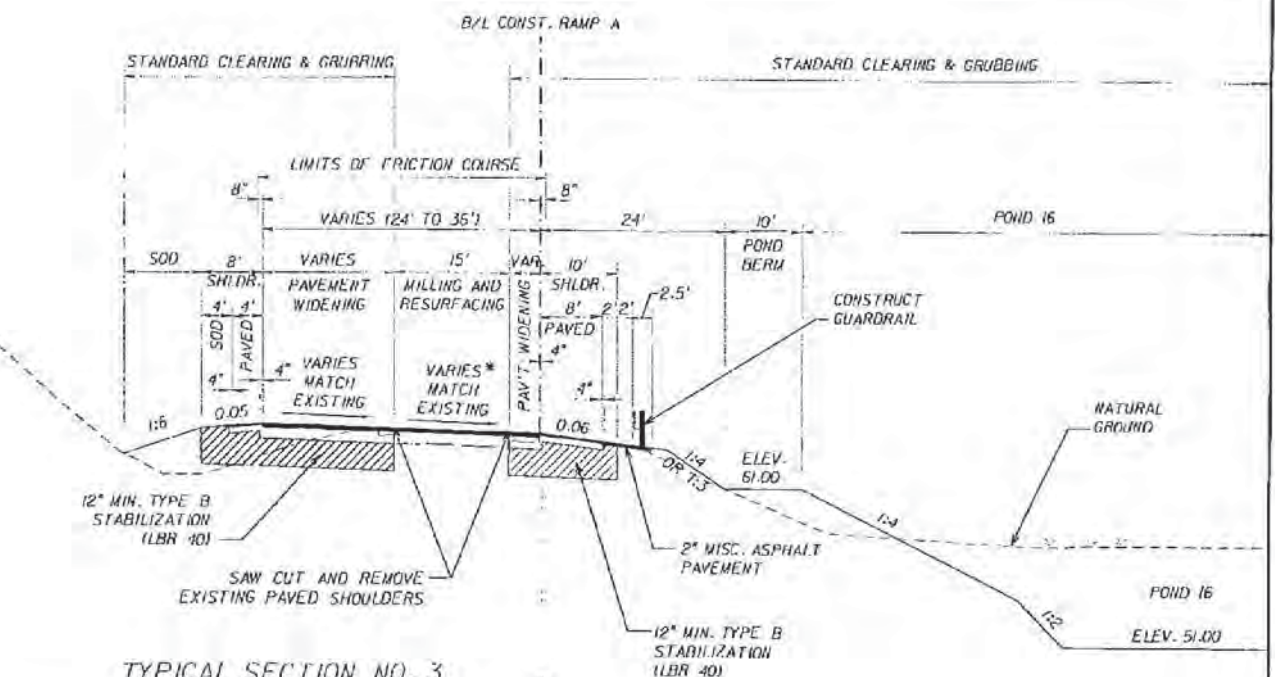 B/L CONST. RAMP A
STANDARD CLEARING & GRUBBING
STANDARD CLEARING & GRUBBING
LIMITS OF FRICTION COURSE
8"
8"
VARIES (24' TO 36')
24'
10'
POND 16
POND
BERM
SOD
8'
SHLDR.
VARIES
PAVEMENT
WIDENING
15'
MILLING AND
RESURFACING
VAR.
PAV'T WIDENING
10'
SHLDR.
2.5'
4'
4'
SOD
PAVED
8'
PAVED
2'
2'
CONSTRUCT
GUARDRAIL
4"
4"
4"
4"
VARIES
MATCH
EXISTING
VARIES*
MATCH
EXISTING
1:6
0.05
0.06
NATURAL
GROUND
1:4
OR 1:3
ELEV.
61.00
1:4
12" MIN. TYPE B
STABILIZATION
(LBR 40)
2" MISC. ASPHALT
PAVEMENT
SAW CUT AND REMOVE
EXISTING PAVED SHOULDERS
POND 16
1:2
ELEV. 51.00
12" MIN. TYPE B
STABILIZATION
(LBR 40)
TYPICAL SECTION NO. 3